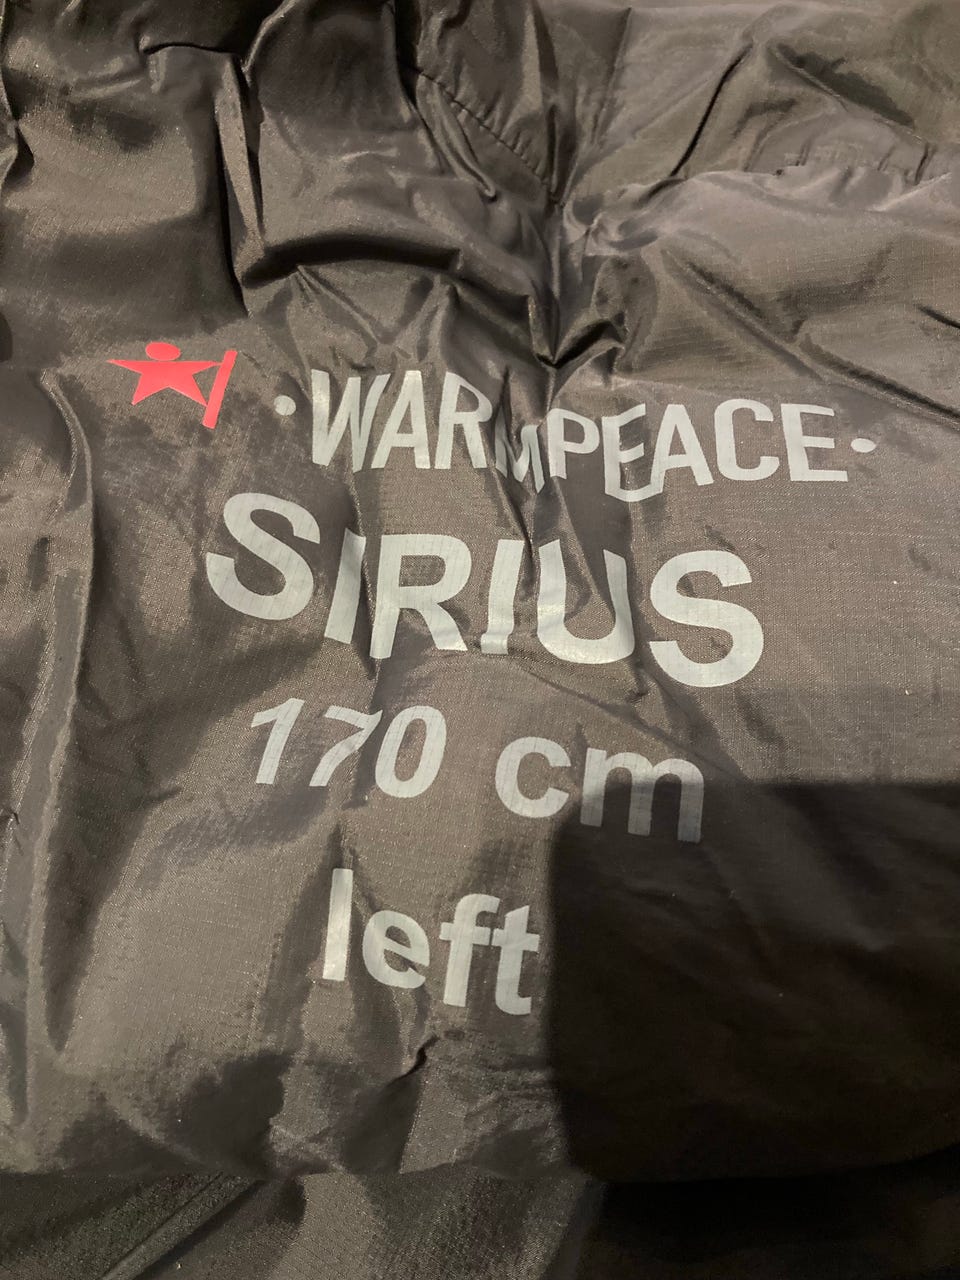 ·WARMPEACE·
SIRIUS
170 cm
left